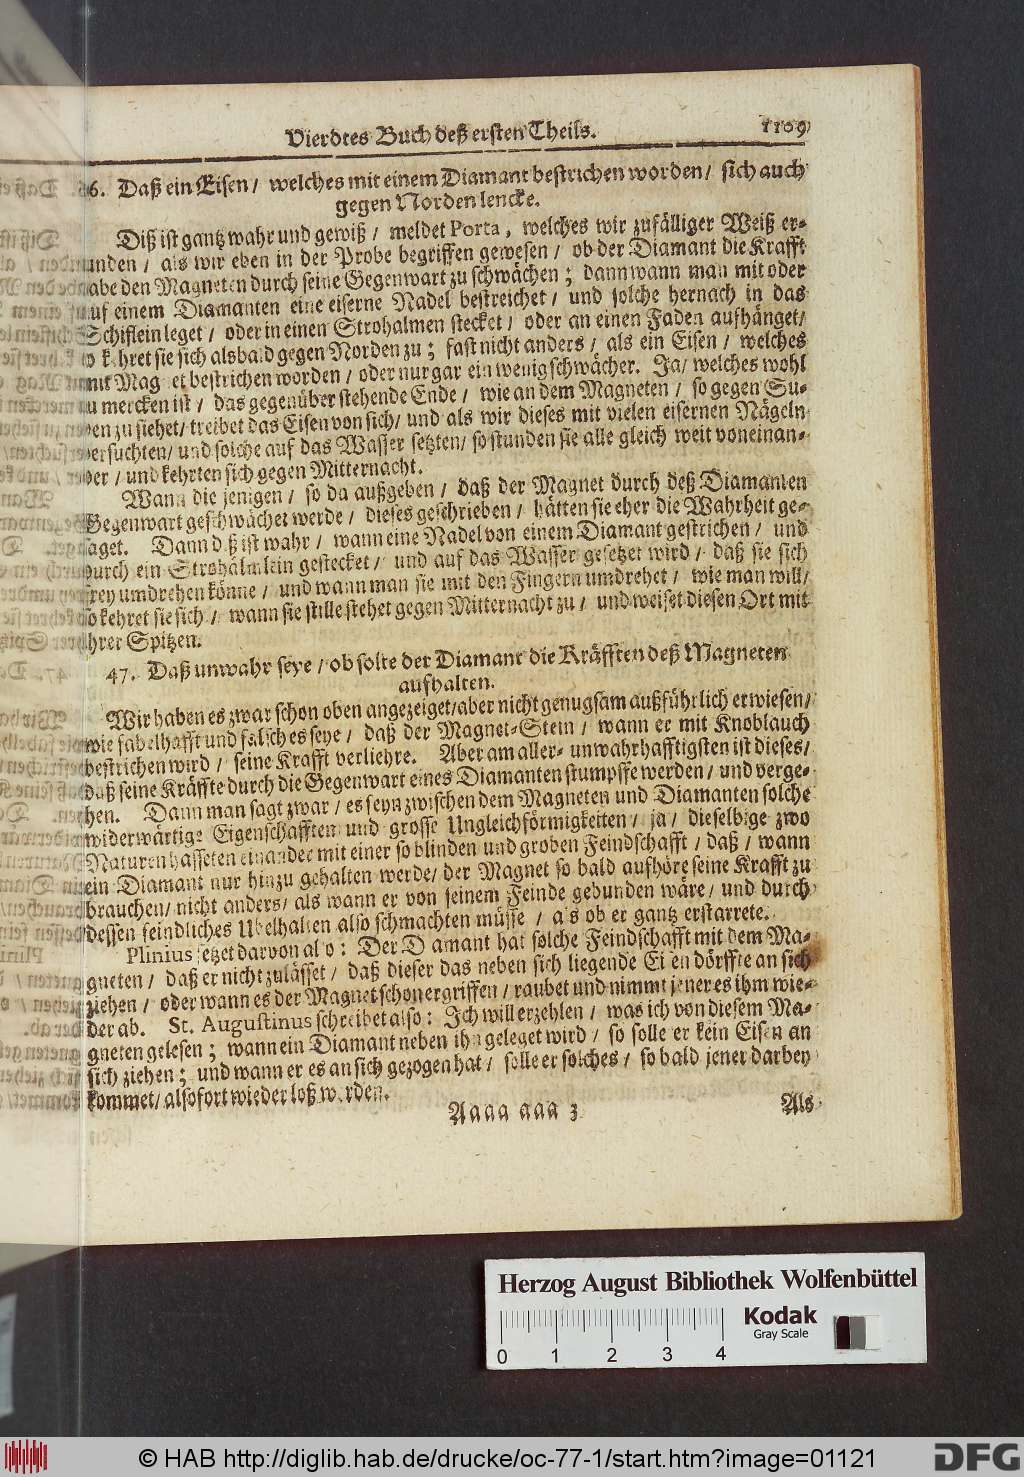 Vierdtes Buch deß ersten Theils. 1109
6. Daß ein Eisen / welches mit einem Diamant bestrichen worden / sich auch
gegen Norden lencke.
Diß ist gantz wahr und gewiß / meldet Porta, welches wir zufälliger Weiß er-
unden / als wir eben in der Probe begriffen gewesen / ob der Diamant die Krafft
abe den Magneten durch seine Gegenwart zu schwächen; dann wann man mit oder
uf einem Diamanten eine eiserne Nadel bestreichet / und solche hernach in das
Schifflein leget / oder in einen Strohalmen stecket / oder an einen Faden aufhänget /
o kehret sie sich alsbald gegen Norden zu; fast nicht anders / als ein Eisen / welches
mit Magnet bestrichen worden / oder nur gar ein wenig schwächer. Ja / welches wohl
u mercken ist / das gegenüber stehende Ende / wie an dem Magneten / so gegen Su-
den zu siehet / treibet das Eisen von sich / und als wir dieses mit vielen eisernen Nägeln
versuchten / und solche auf das Wasser setzten / so stunden sie alle gleich weit voneinan-
der / und kehrten sich gegen Mitternacht.
Wann die jenigen / so da außgeben / daß der Magnet durch deß Diamanten
Gegenwart geschwächet werde / dieses geschrieben / hätten sie eher die Wahrheit ge-
saget. Dann diß ist wahr / wann eine Nadel von einem Diamant gestrichen / und
durch ein Strohälmlein gestecket / und auf das Wasser gesetzet wird / daß sie sich
frey umdrehen könne / und wann man sie mit den Fingern umdrehet / wie man will /
so kehret sie sich / wann sie stille stehet gegen Mitternacht zu / und weiset diesen Ort mit
ihrer Spitzen.
47. Daß unwahr seye / ob solte der Diamant die Kräfften deß Magneten
aufhalten.
Wir haben es zwar schon oben angezeiget / aber nicht genugsam außführlich erwiesen /
wie fabelhafft und falsch es seye / daß der Magnet-Stein / wann er mit Knoblauch
bestrichen wird / seine Krafft verliehre. Aber am aller-unwahrhafftigsten ist dieses /
daß seine Kräffte durch die Gegenwart eines Diamanten stumpffe werden / und verge-
hen. Dann man sagt zwar / es seyn zwischen dem Magneten und Diamanten solche
widerwärtige Eigenschafften und grosse Ungleichförmigkeiten / ja / dieselbige zwo
Naturen hasseten einander mit einer so blinden und groben Feindschafft / daß / wann
ein Diamant nur hinzu gehalten werde / der Magnet so bald aufhöre seine Krafft zu
brauchen / nicht anders / als wann er von seinem Feinde gebunden wäre / und durch
dessen feindliches Ubelhalten also schmachten müsse / als ob er gantz erstarrete.
Plinius setzet darvon also: Der Diamant hat solche Feindschafft mit dem Ma-
gneten / daß er nicht zulässet / daß dieser das neben sich liegende Eisen dörffte an sich
ziehen / oder wann es der Magnet schon ergriffen / raubet und nimmt jener es ihm wie-
der ab. St. Augustinus schreibet also: Ich will erzehlen / was ich von diesem Ma-
gneten gelesen; wann ein Diamant neben ihn geleget wird / so solle er kein Eisen an
sich ziehen; und wann er es an sich gezogen hat / solle er solches / so bald jener darbey
kommet / alsofort wieder loß werden.
Aaaa aaa 3 Als
Herzog August Bibliothek Wolfenbüttel
Kodak
Gray Scale
0 1 2 3 4
© HAB http://diglib.hab.de/drucke/oc-77-1/start.htm?image=01121
DFG